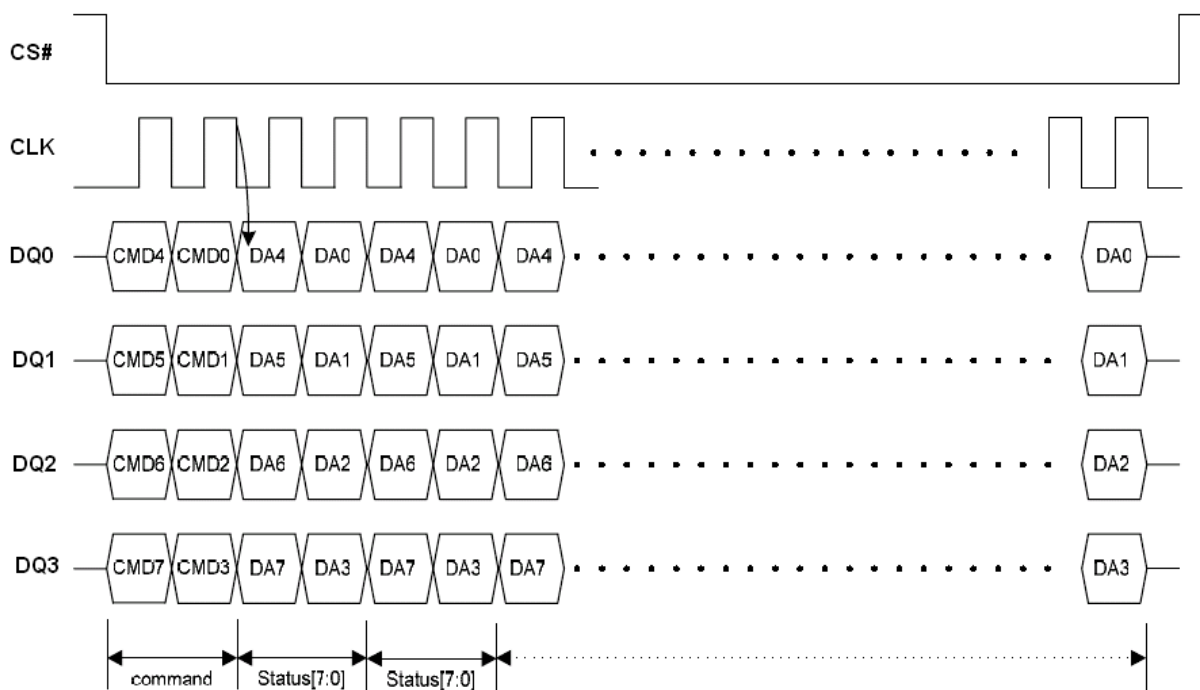 CS#
CLK
DQ0 CMD4 CMD0 DA4 DA0 DA4 DA0 DA4 DA0
DQ1 CMD5 CMD1 DA5 DA1 DA5 DA1 DA5 DA1
DQ2 CMD6 CMD2 DA6 DA2 DA6 DA2 DA6 DA2
DQ3 CMD7 CMD3 DA7 DA3 DA7 DA3 DA7 DA3
command Status[7:0] Status[7:0]